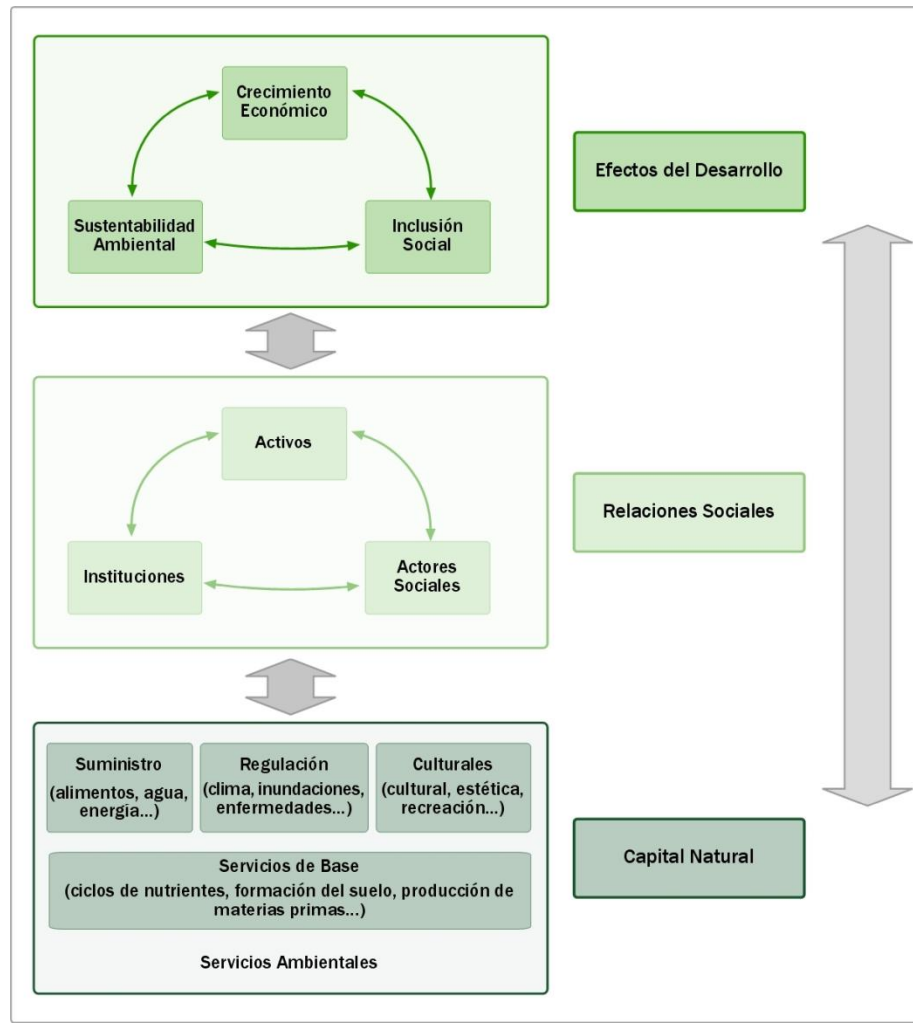 Crecimiento
Económico
Sustentabilidad
Ambiental
Inclusión
Social
Efectos del Desarrollo
Activos
Instituciones
Actores
Sociales
Relaciones Sociales
Suministro
(alimentos, agua,
energía...)
Regulación
(clima, inundaciones,
enfermedades...)
Culturales
(cultural, estética,
recreación...)
Servicios de Base
(ciclos de nutrientes, formación del suelo, producción de
materias primas...)
Servicios Ambientales
Capital Natural